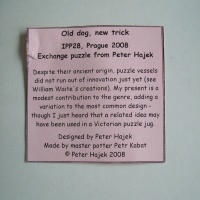 Old dog, new trick
IPP28, Prague 2008
Exchange puzzle from Peter Hajek
Despite their ancient origin, puzzle vessels
did not run out of innovation just yet (see
William Waite's creations). My present is a
modest contribution to the genre, adding a
variation to the most common design -
though I just heard that a related idea may
have been used in a Victorian puzzle jug.
Designed by Peter Hajek
Made by master potter Petr Kabat
© Peter Hajek 2008